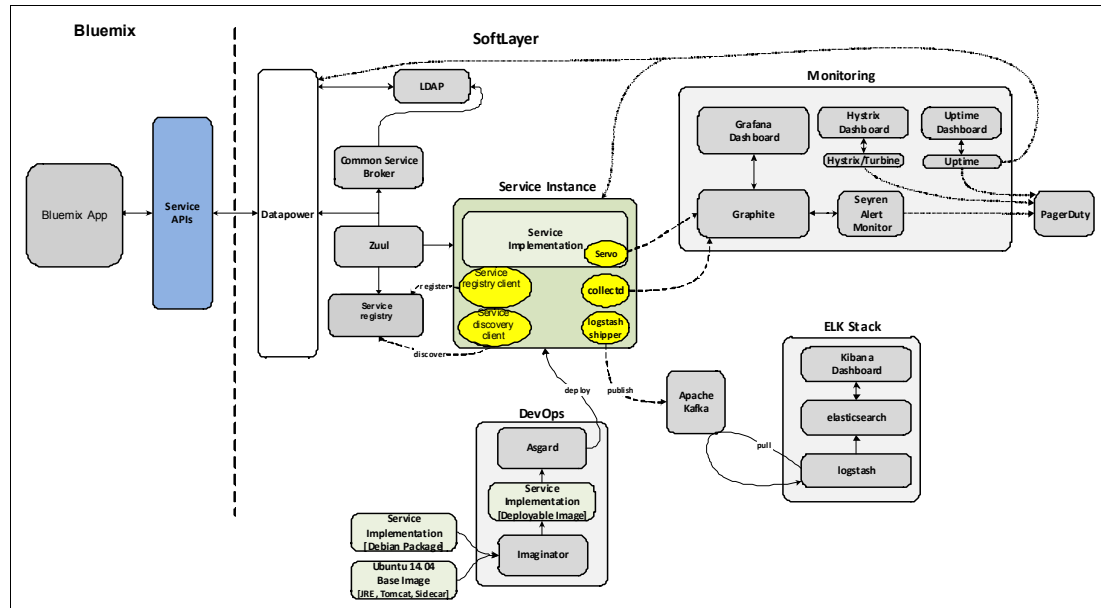 Bluemix
SoftLayer
Bluemix App
Service
APIs
Datapower
LDAP
Common Service
Broker
Zuul
Service
registry
Service Instance
Service
Implementation
Servo
Service
registry client
Service
discovery
client
collectd
logstash
shipper
register
discover
Monitoring
Grafana
Dashboard
Hystrix
Dashboard
Uptime
Dashboard
Hystrix/Turbine
Uptime
Graphite
Seyren
Alert
Monitor
PagerDuty
deploy
publish
Apache
Kafka
pull
ELK Stack
Kibana
Dashboard
elasticsearch
logstash
DevOps
Asgard
Service
Implementation
[Deployable Image]
Imaginator
Service
Implementation
[Debian Package]
Ubuntu 14.04
Base Image
[JRE, Tomcat, Sidecar]